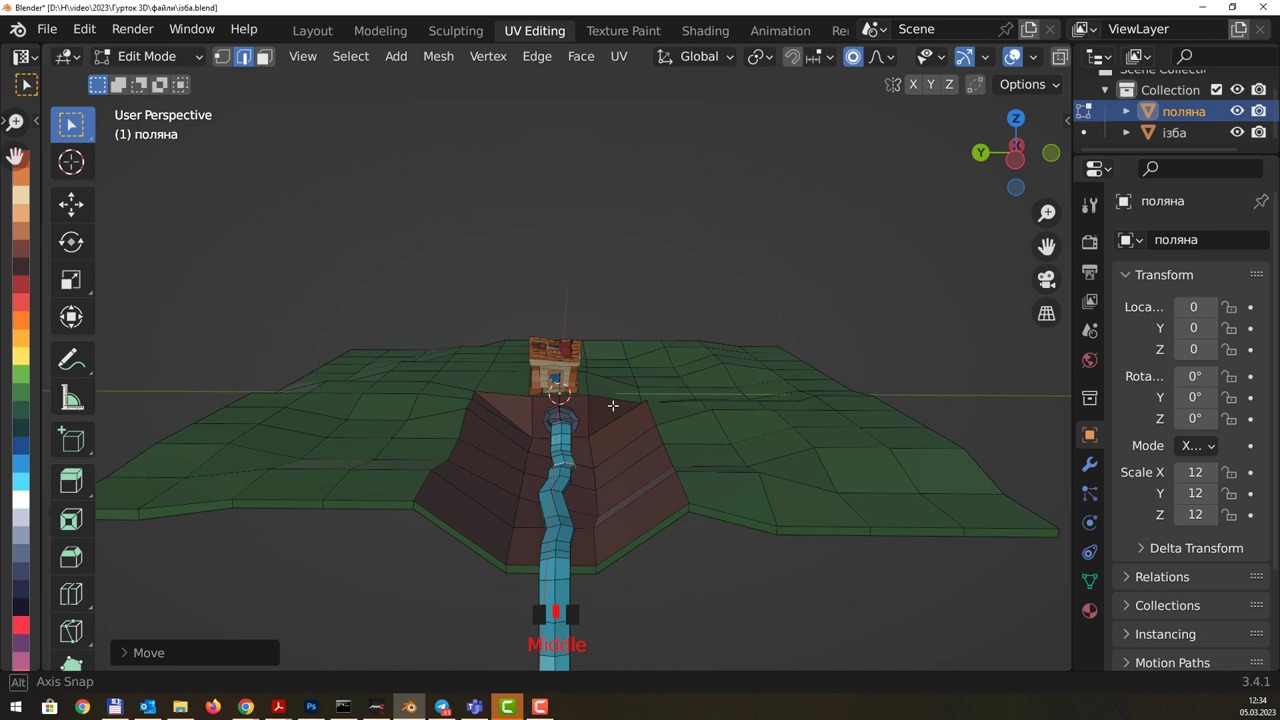 Blender* [D:\H\video\2023\Гурток 3D\файли\ізба.blend]
File Edit Render Window Help Layout Modeling Sculpting UV Editing Texture Paint Shading Animation Re Scene ViewLayer
Edit Mode View Select Add Mesh Vertex Edge Face UV Global
X Y Z Options
Scene Collecti
Collection
поляна
ізба
User Perspective
(1) поляна
Z
Y
X
поляна
поляна
Transform
Loca... 0
Y 0
Z 0
Rota... 0°
Y 0°
Z 0°
Mode X...
Scale X 12
Y 12
Z 12
Delta Transform
Relations
Collections
Instancing
Motion Paths
Middle
Move
Alt Axis Snap 3.4.1
12:34
05.03.2023